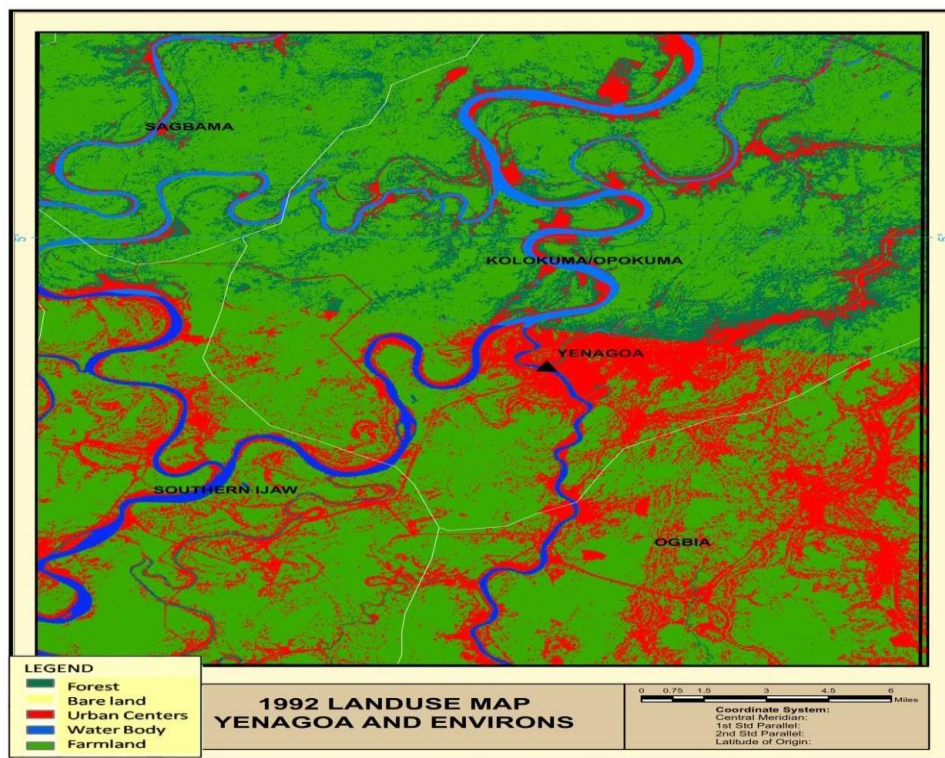 SAGBAMA
5°
5°
KOLOKUMA/OPOKUMA
YENAGOA
SOUTHERN IJAW
OGBIA
LEGEND
Forest
Bare land
Urban Centers
Water Body
Farmland
1992 LANDUSE MAP
YENAGOA AND ENVIRONS
0 0.75 1.5 3 4.5 6
Miles
Coordinate System:
Central Meridian:
1st Std Parallel:
2nd Std Parallel:
Latitude of Origin: